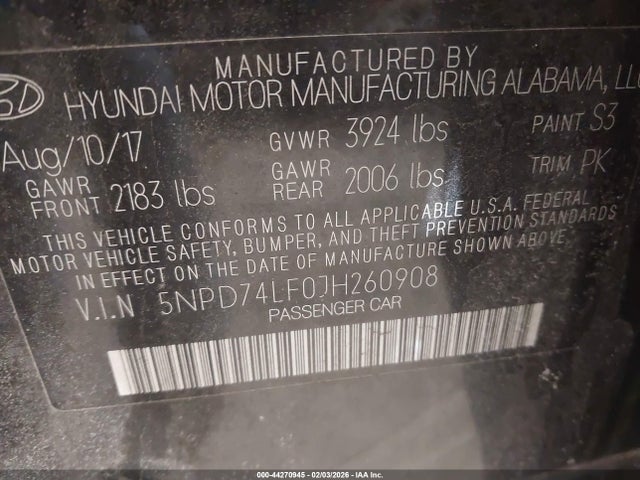 MANUFACTURED BY
HYUNDAI MOTOR MANUFACTURING ALABAMA, LLC
Aug/10/17 GVWR 3924 lbs PAINT S3
GAWR FRONT 2183 lbs GAWR REAR 2006 lbs TRIM PK
THIS VEHICLE CONFORMS TO ALL APPLICABLE U.S.A. FEDERAL
MOTOR VEHICLE SAFETY, BUMPER, AND THEFT PREVENTION STANDARDS
IN EFFECT ON THE DATE OF MANUFACTURE SHOWN ABOVE.
V.I.N 5NPD74LF0JH260908
PASSENGER CAR
000-44270945 - 02/03/2026 - IAA Inc.